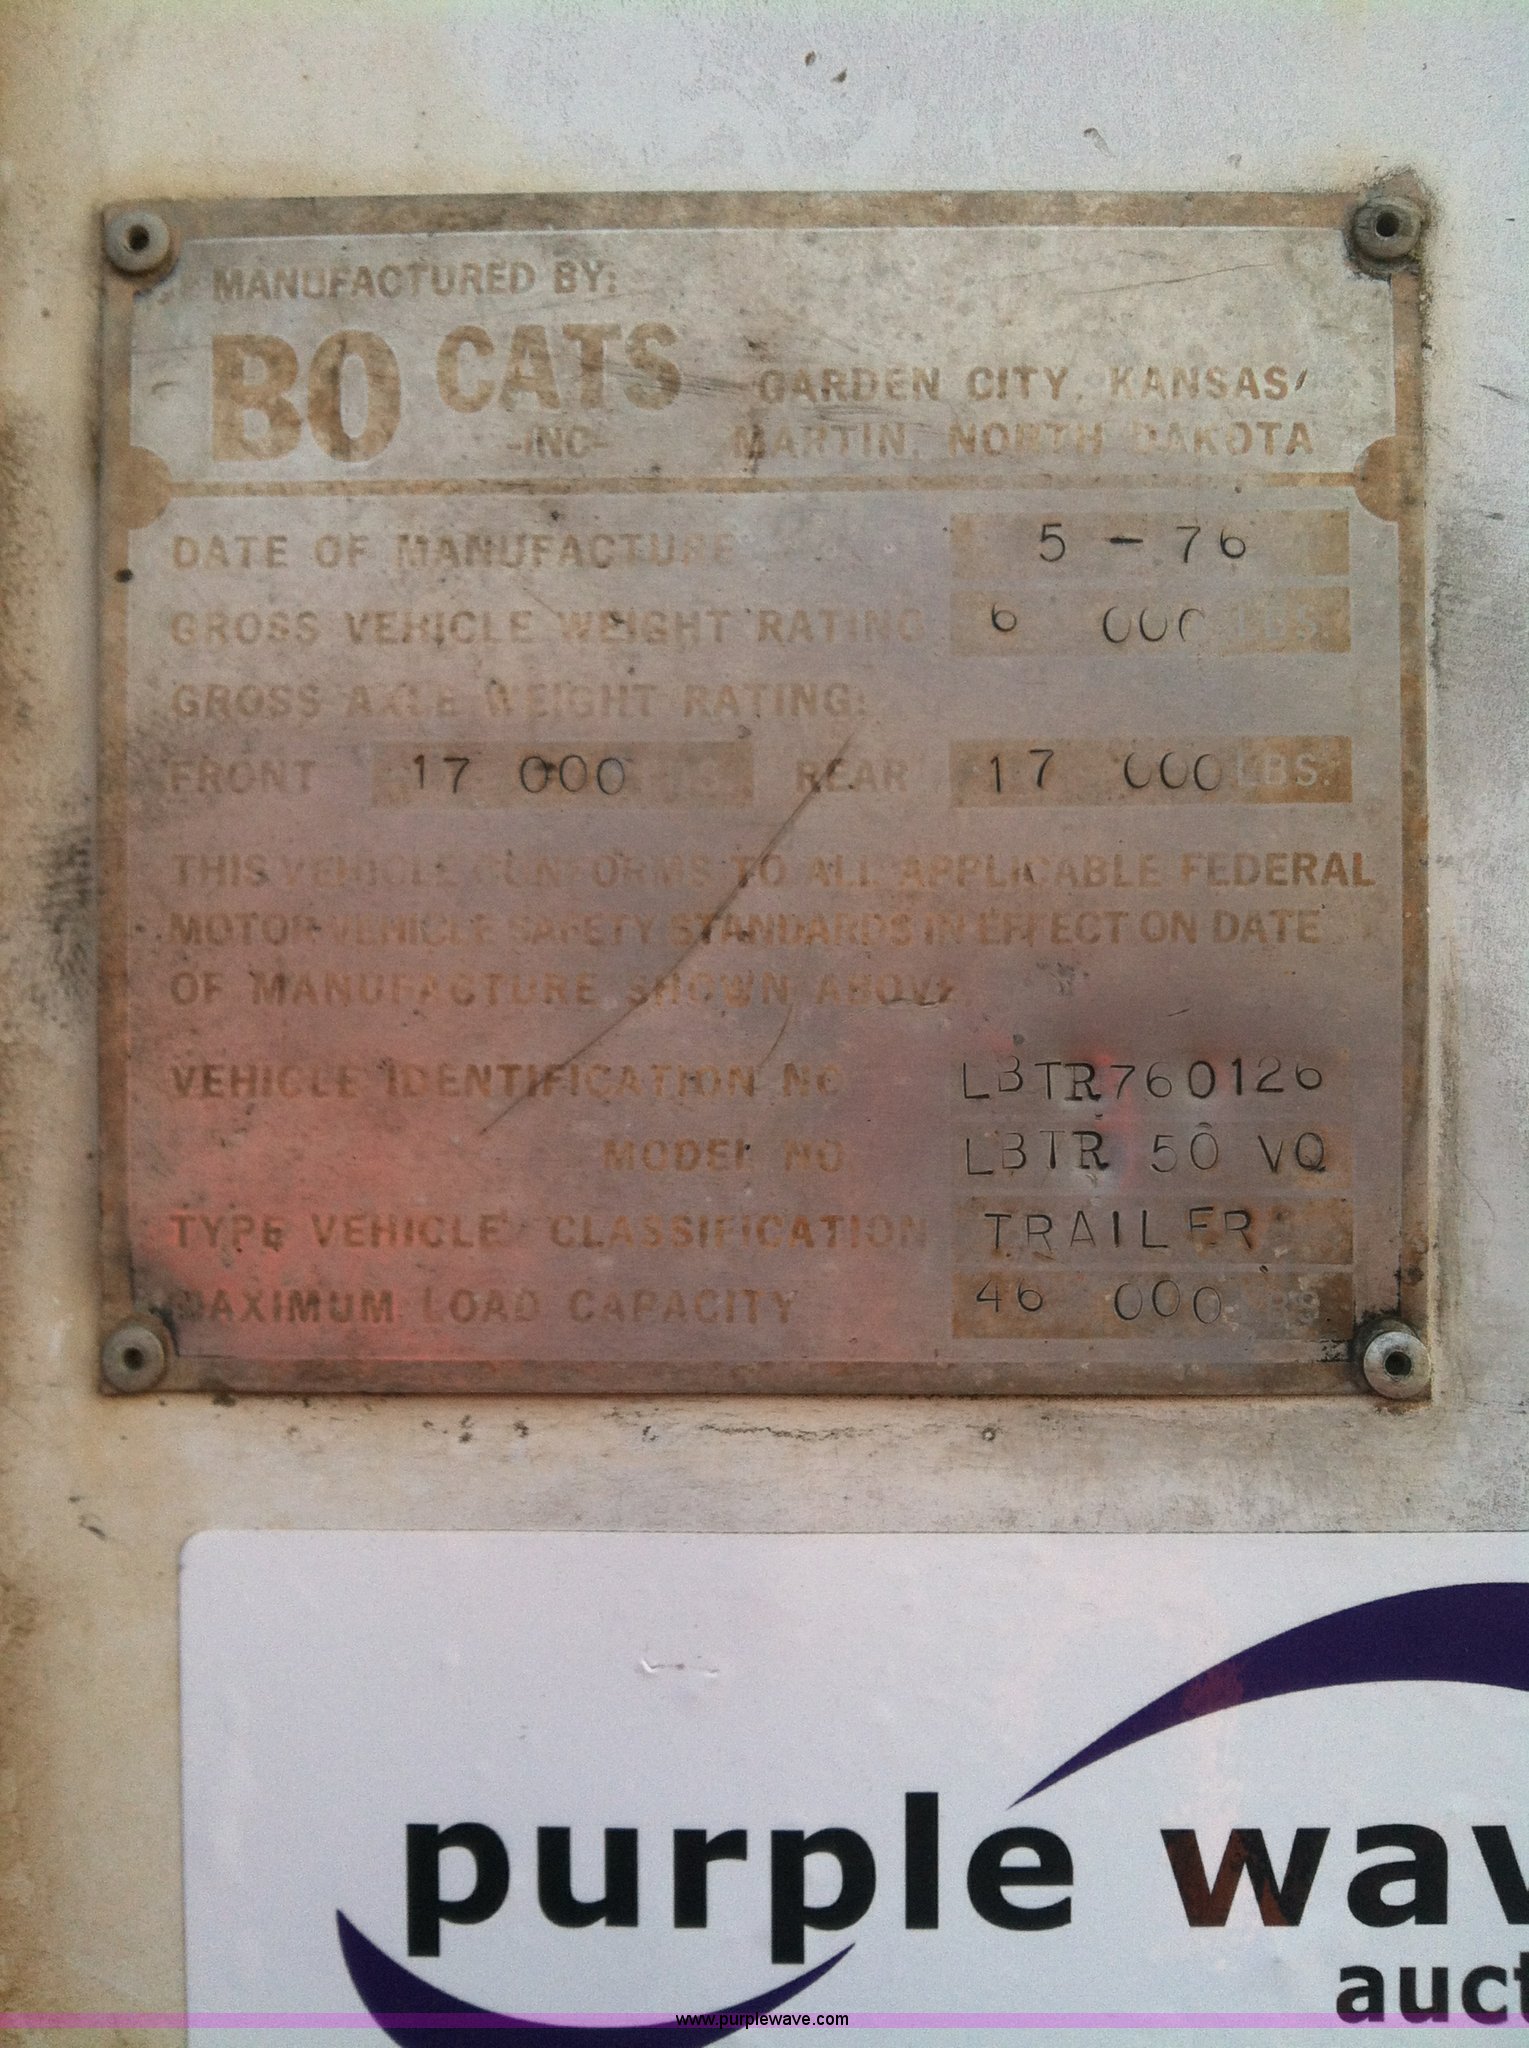 MANUFACTURED BY:
BO CATS
-INC-
GARDEN CITY, KANSAS/
MARTIN, NORTH DAKOTA
DATE OF MANUFACTURE 5 - 76
GROSS VEHICLE WEIGHT RATING 6 000 LBS.
GROSS AXLE WEIGHT RATING:
FRONT 17 000 REAR 17 000 LBS.
THIS VEHICLE CONFORMS TO ALL APPLICABLE FEDERAL
MOTOR VEHICLE SAFETY STANDARDS IN EFFECT ON DATE
OF MANUFACTURE SHOWN ABOVE
VEHICLE IDENTIFICATION NO LBTR760126
MODEL NO LBTR 50 VQ
TYPE VEHICLE CLASSIFICATION TRAILER
MAXIMUM LOAD CAPACITY 46 000 LBS
purple wav
auct
www.purplewave.com